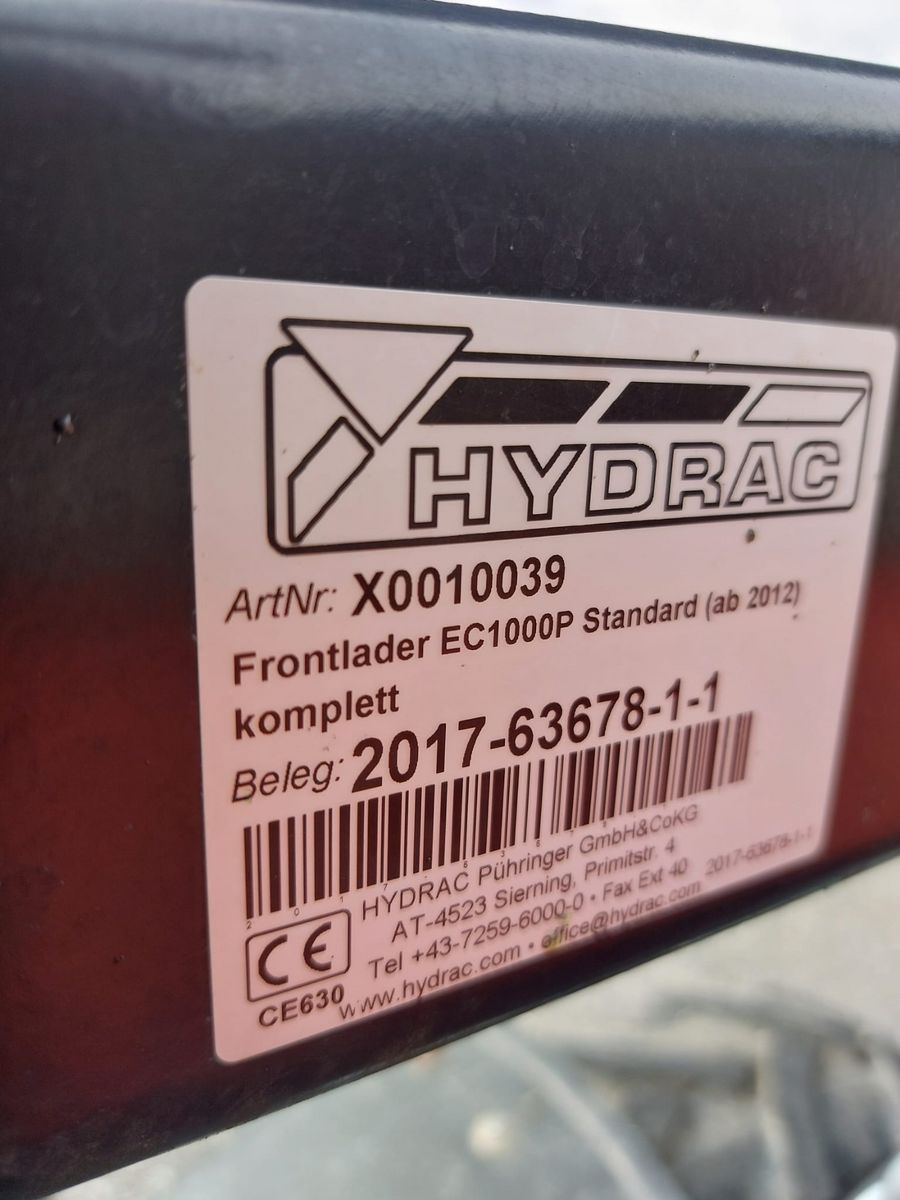 HYDRAC
ArtNr: X0010039
Frontlader EC1000P Standard (ab 2012)
komplett
Beleg: 2017-63678-1-1
HYDRAC Pühringer GmbH&CoKG
AT-4523 Sierning, Primitstr. 4
Tel +43-7259-6000-0 • Fax Ext 40
www.hydrac.com • office@hydrac.com
2017-63678-1-1
CE
CE630